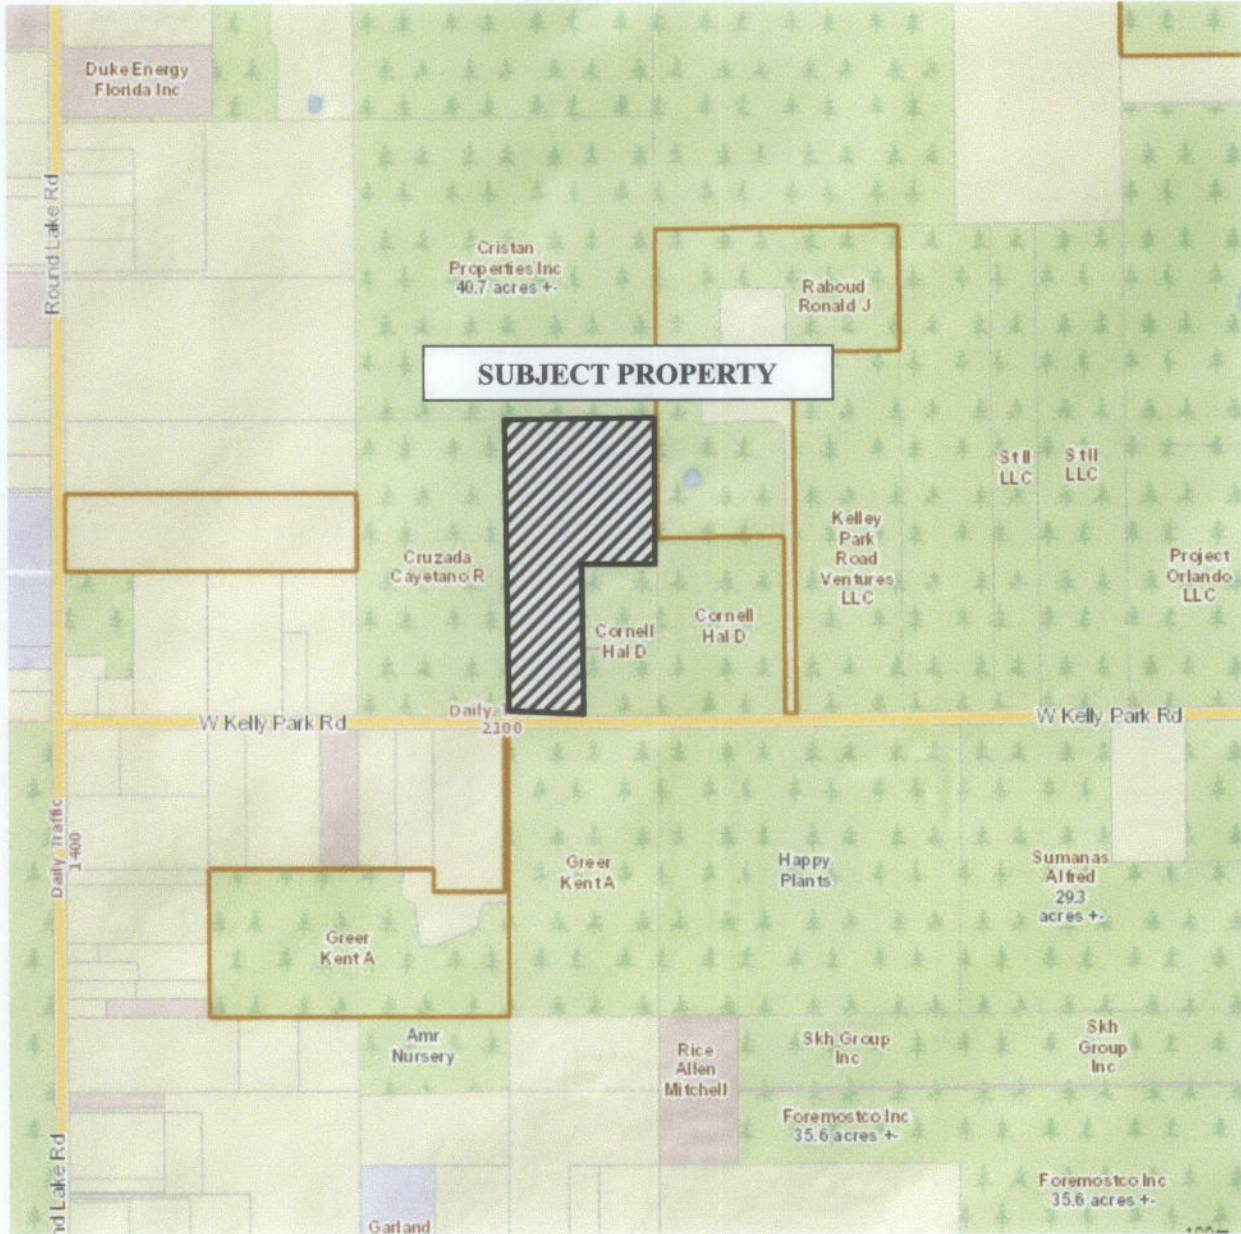 Duke Energy
Florida Inc
Round Lake Rd
Cristan
Properties Inc
40.7 acres +-
Raboud
Ronald J
SUBJECT PROPERTY
Still
LLC
Still
LLC
Kelley
Park
Road
Ventures
LLC
Cruzada
Cayetano R
Project
Orlando
LLC
Cornell
Hal D
Cornell
Hal D
Daily
2100
W Kelly Park Rd
W Kelly Park Rd
Daily Traffic
1400
Greer
Kent A
Happy
Plants
Sumanas
Alfred
29.3
acres +-
Greer
Kent A
Amr
Nursery
Rice
Allen
Mitchell
Skh Group
Inc
Skh
Group
Inc
Foremostco Inc
35.6 acres +-
nd Lake Rd
Foremostco Inc
35.6 acres +-
Garland